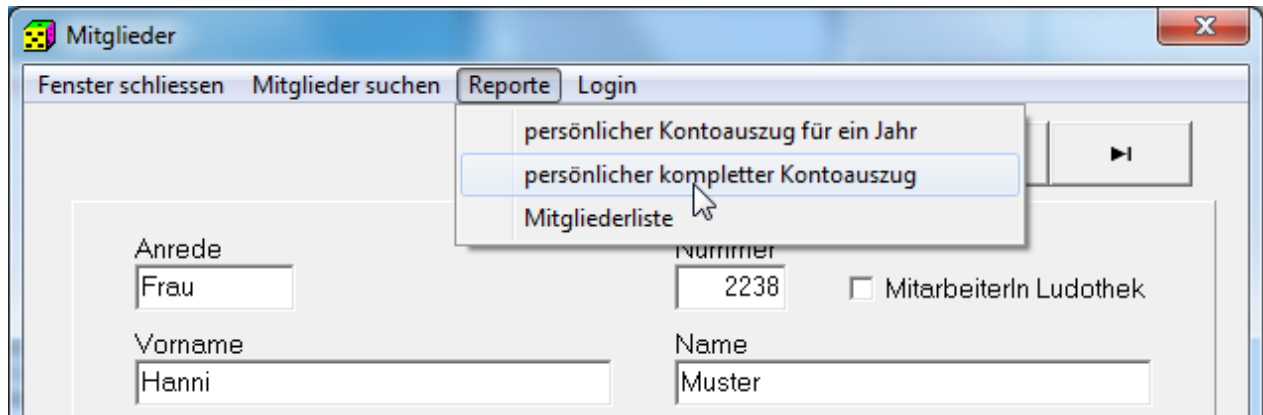 Mitglieder
Fenster schliessen Mitglieder suchen Reporte Login
persönlicher Kontoauszug für ein Jahr
persönlicher kompletter Kontoauszug
Mitgliederliste
Anrede Nummer
Frau 2238 MitarbeiterIn Ludothek
Vorname Name
Hanni Muster